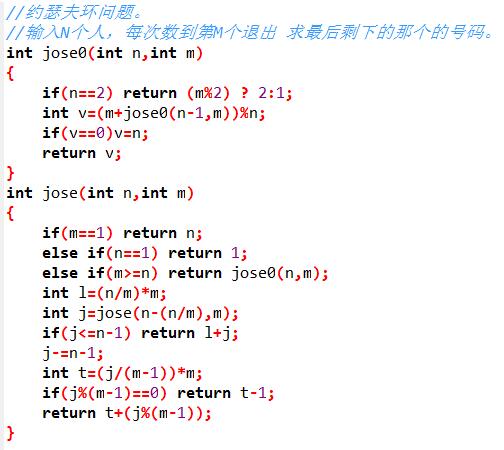 //约瑟夫坏问题。
//输入N个人，每次数到第M个退出 求最后剩下的那个的号码。
int jose0(int n,int m)
{
    if(n==2) return (m%2) ? 2:1;
    int v=(m+jose0(n-1,m))%n;
    if(v==0)v=n;
    return v;
}
int jose(int n,int m)
{
    if(m==1) return n;
    else if(n==1) return 1;
    else if(m>=n) return jose0(n,m);
    int l=(n/m)*m;
    int j=jose(n-(n/m),m);
    if(j<=n-l) return l+j;
    j-=n-l;
    int t=(j/(m-1))*m;
    if(j%(m-1)==0) return t-1;
    return t+(j%(m-1));
}